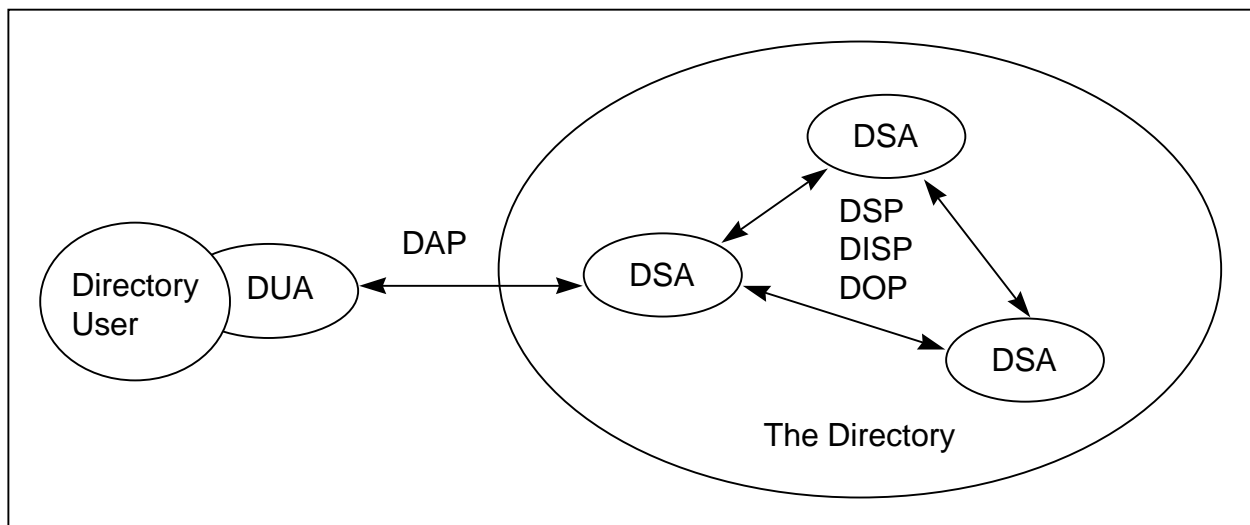 Directory
User
DUA
DAP
DSA
DSA
DSP
DISP
DOP
DSA
The Directory